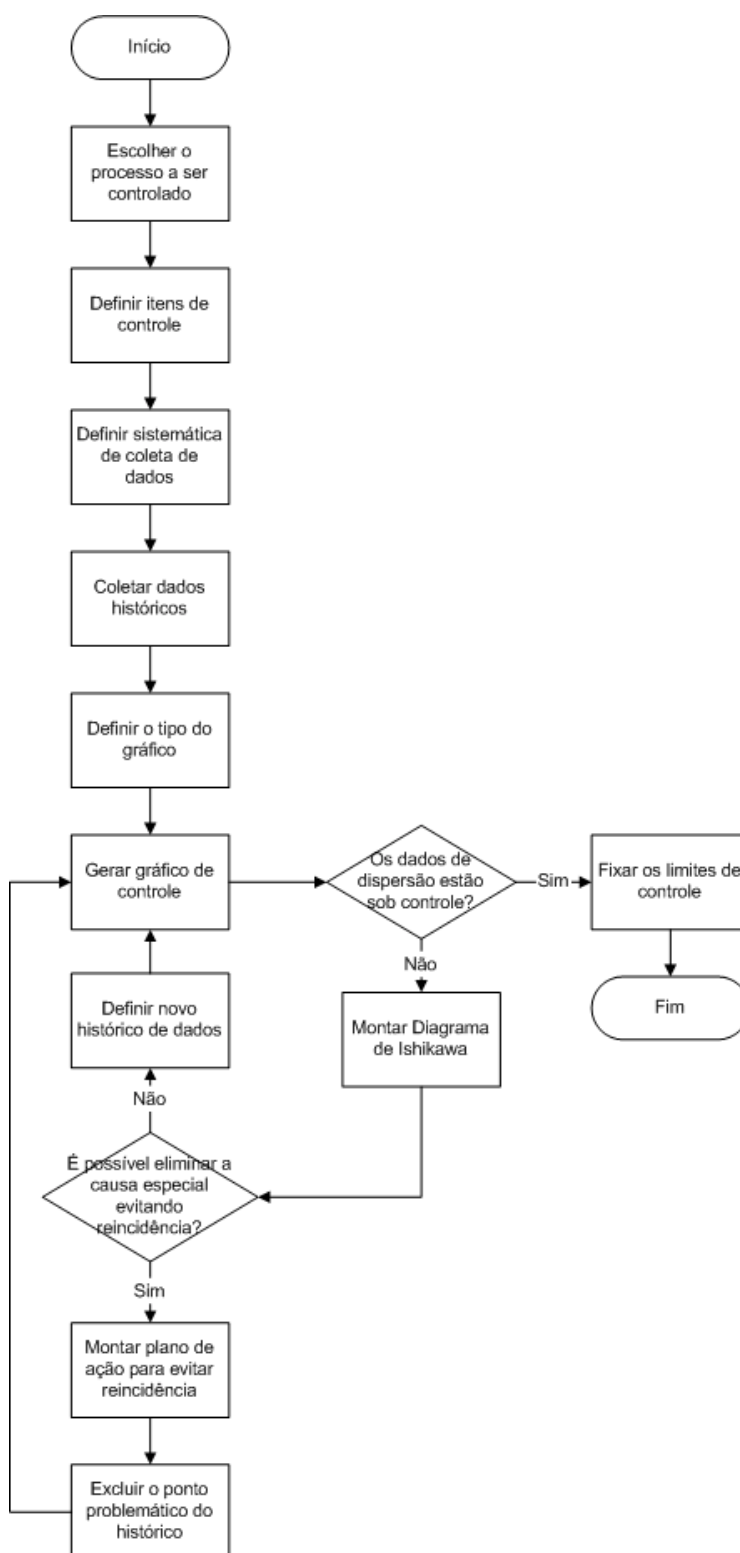 Início
Escolher o
processo a ser
controlado
Definir itens de
controle
Definir sistemática
de coleta de
dados
Coletar dados
históricos
Definir o tipo do
gráfico
Gerar gráfico de
controle
Os dados de
dispersão estão
sob controle?
Sim
Fixar os limites de
controle
Fim
Não
Montar Diagrama
de Ishikawa
Definir novo
histórico de dados
Não
É possível eliminar a
causa especial
evitando
reincidência?
Sim
Montar plano de
ação para evitar
reincidência
Excluir o ponto
problemático do
histórico